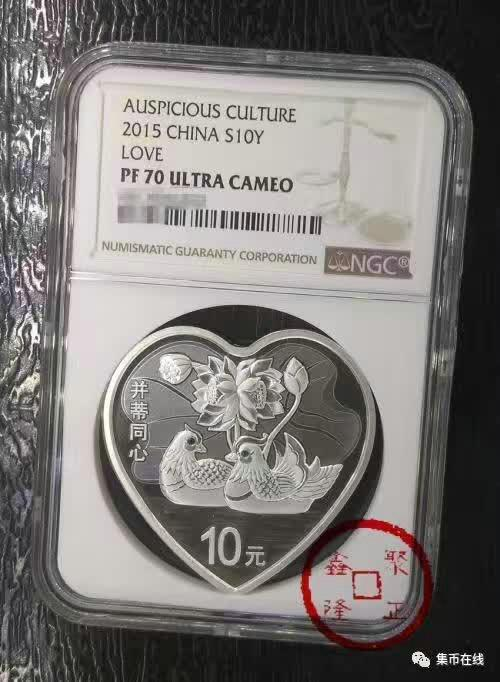 AUSPICIOUS CULTURE
2015 CHINA S10Y
LOVE
PF 70 ULTRA CAMEO
NUMISMATIC GUARANTY CORPORATION
NGC®
并蒂同心
10元
鑫隆
聚正
集币在线